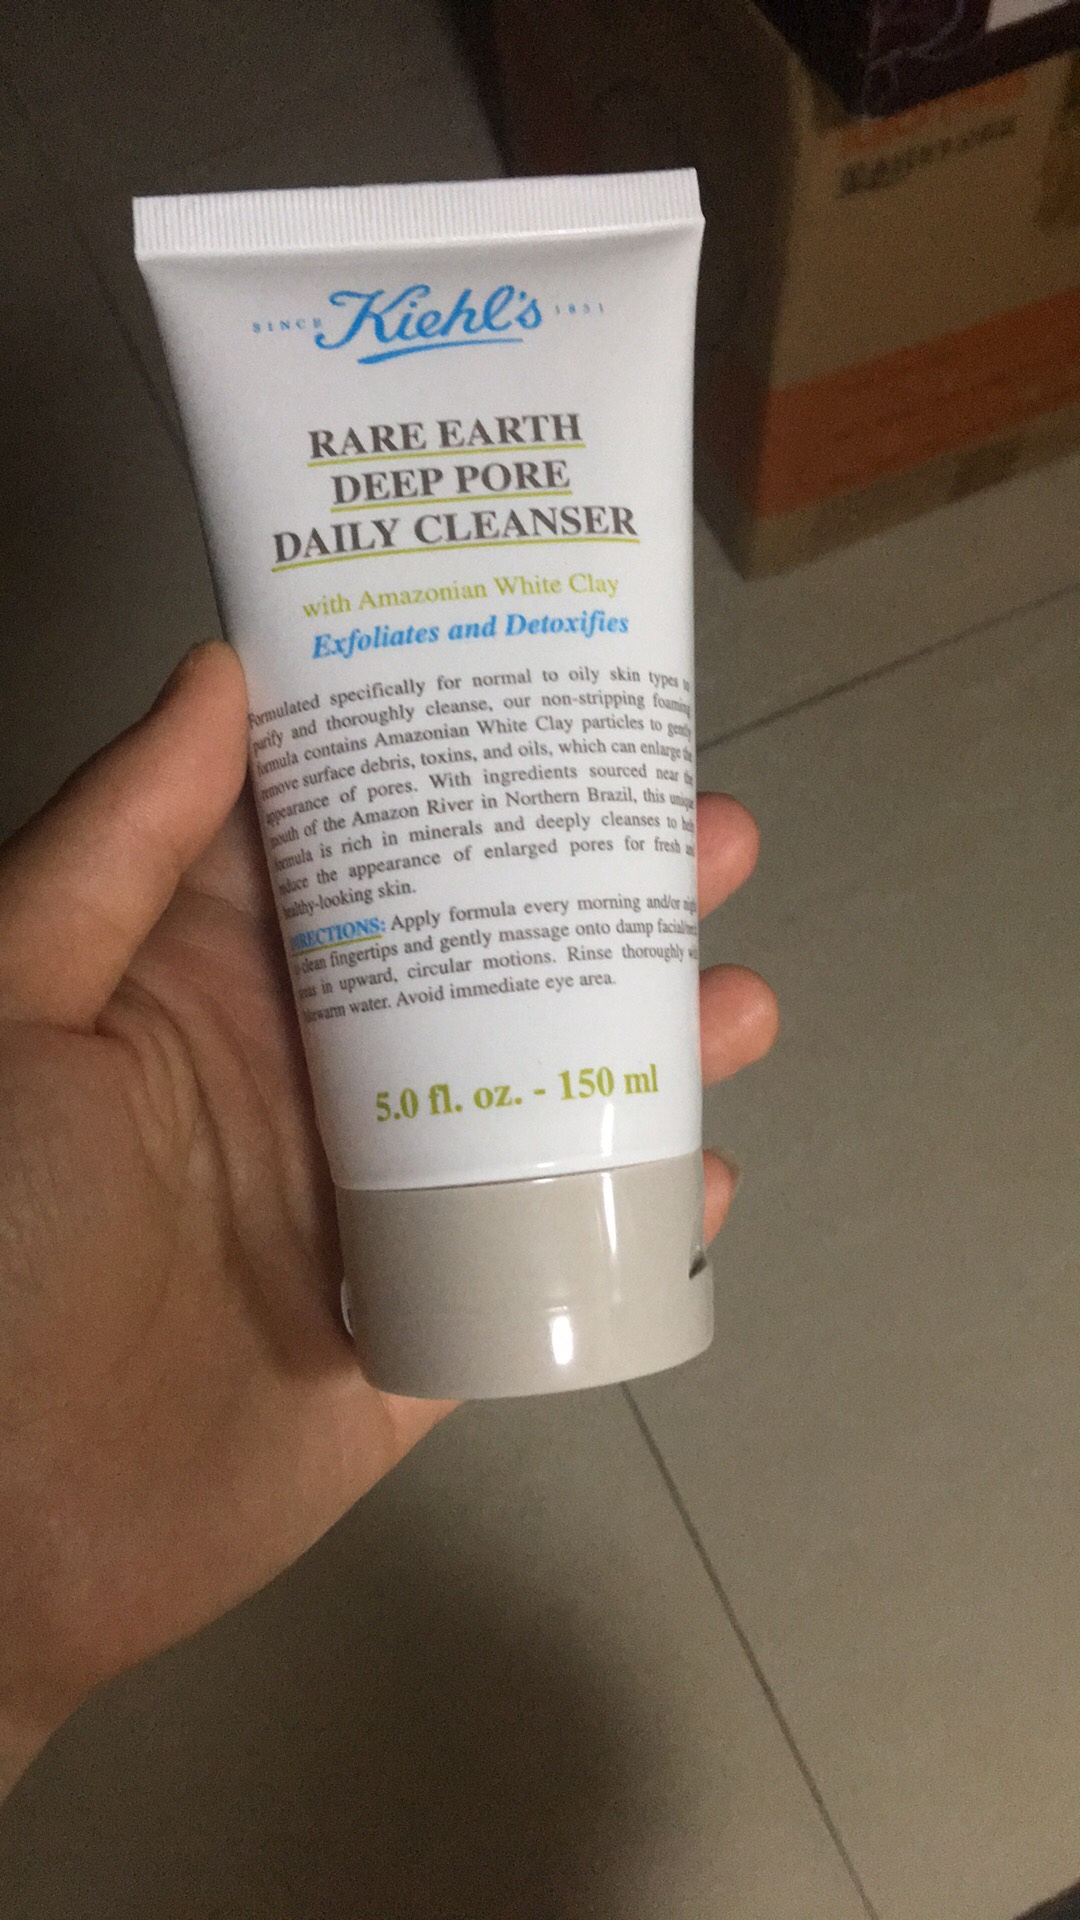 SINCE Kiehl's 1851
RARE EARTH
DEEP PORE
DAILY CLEANSER
with Amazonian White Clay
Exfoliates and Detoxifies
Formulated specifically for normal to oily skin types to
purify and thoroughly cleanse, our non-stripping foaming
formula contains Amazonian White Clay particles to gently
remove surface debris, toxins, and oils, which can enlarge the
appearance of pores. With ingredients sourced near the
mouth of the Amazon River in Northern Brazil, this unique
formula is rich in minerals and deeply cleanses to help
reduce the appearance of enlarged pores for fresh and
healthy-looking skin.
DIRECTIONS: Apply formula every morning and/or night
clean fingertips and gently massage onto damp
in upward, circular motions. Rinse thoroughly
lukewarm water. Avoid immediate eye area.
5.0 fl. oz. - 150 ml